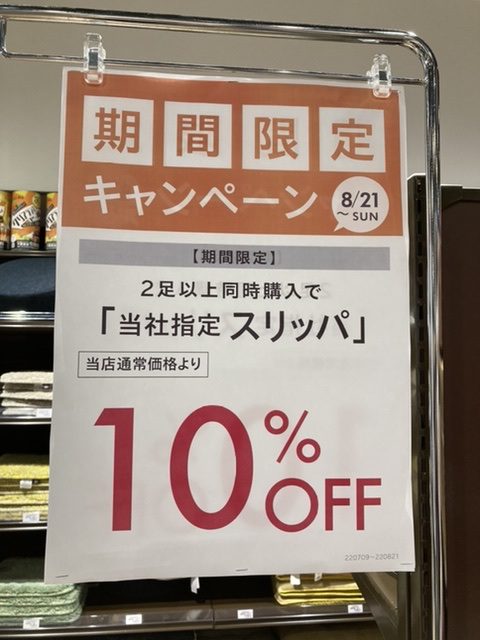 期間限定
キャンペーン
8/21
～SUN
【期間限定】
2足以上同時購入で
「当社指定 スリッパ」
当店通常価格より
10%OFF
220709～220821